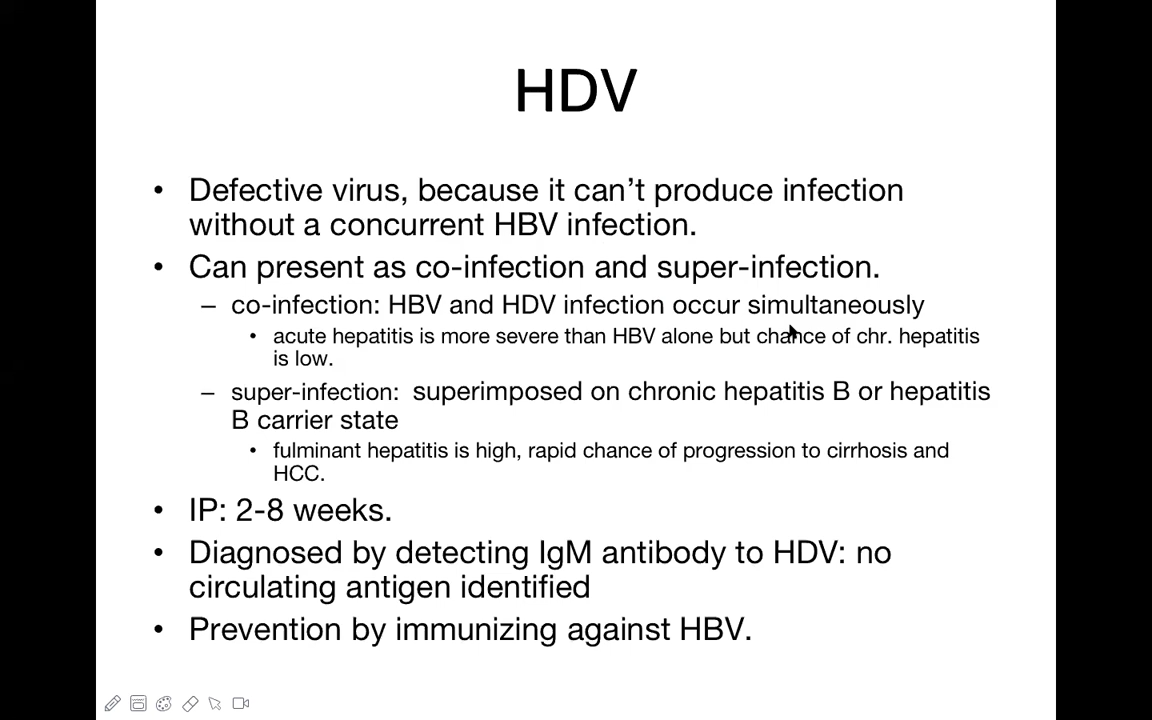 HDV
• Defective virus, because it can’t produce infection
without a concurrent HBV infection.
• Can present as co-infection and super-infection.
– co-infection: HBV and HDV infection occur simultaneously
• acute hepatitis is more severe than HBV alone but chance of chr. hepatitis
is low.
– super-infection: superimposed on chronic hepatitis B or hepatitis
B carrier state
• fulminant hepatitis is high, rapid chance of progression to cirrhosis and
HCC.
• IP: 2-8 weeks.
• Diagnosed by detecting IgM antibody to HDV: no
circulating antigen identified
• Prevention by immunizing against HBV.